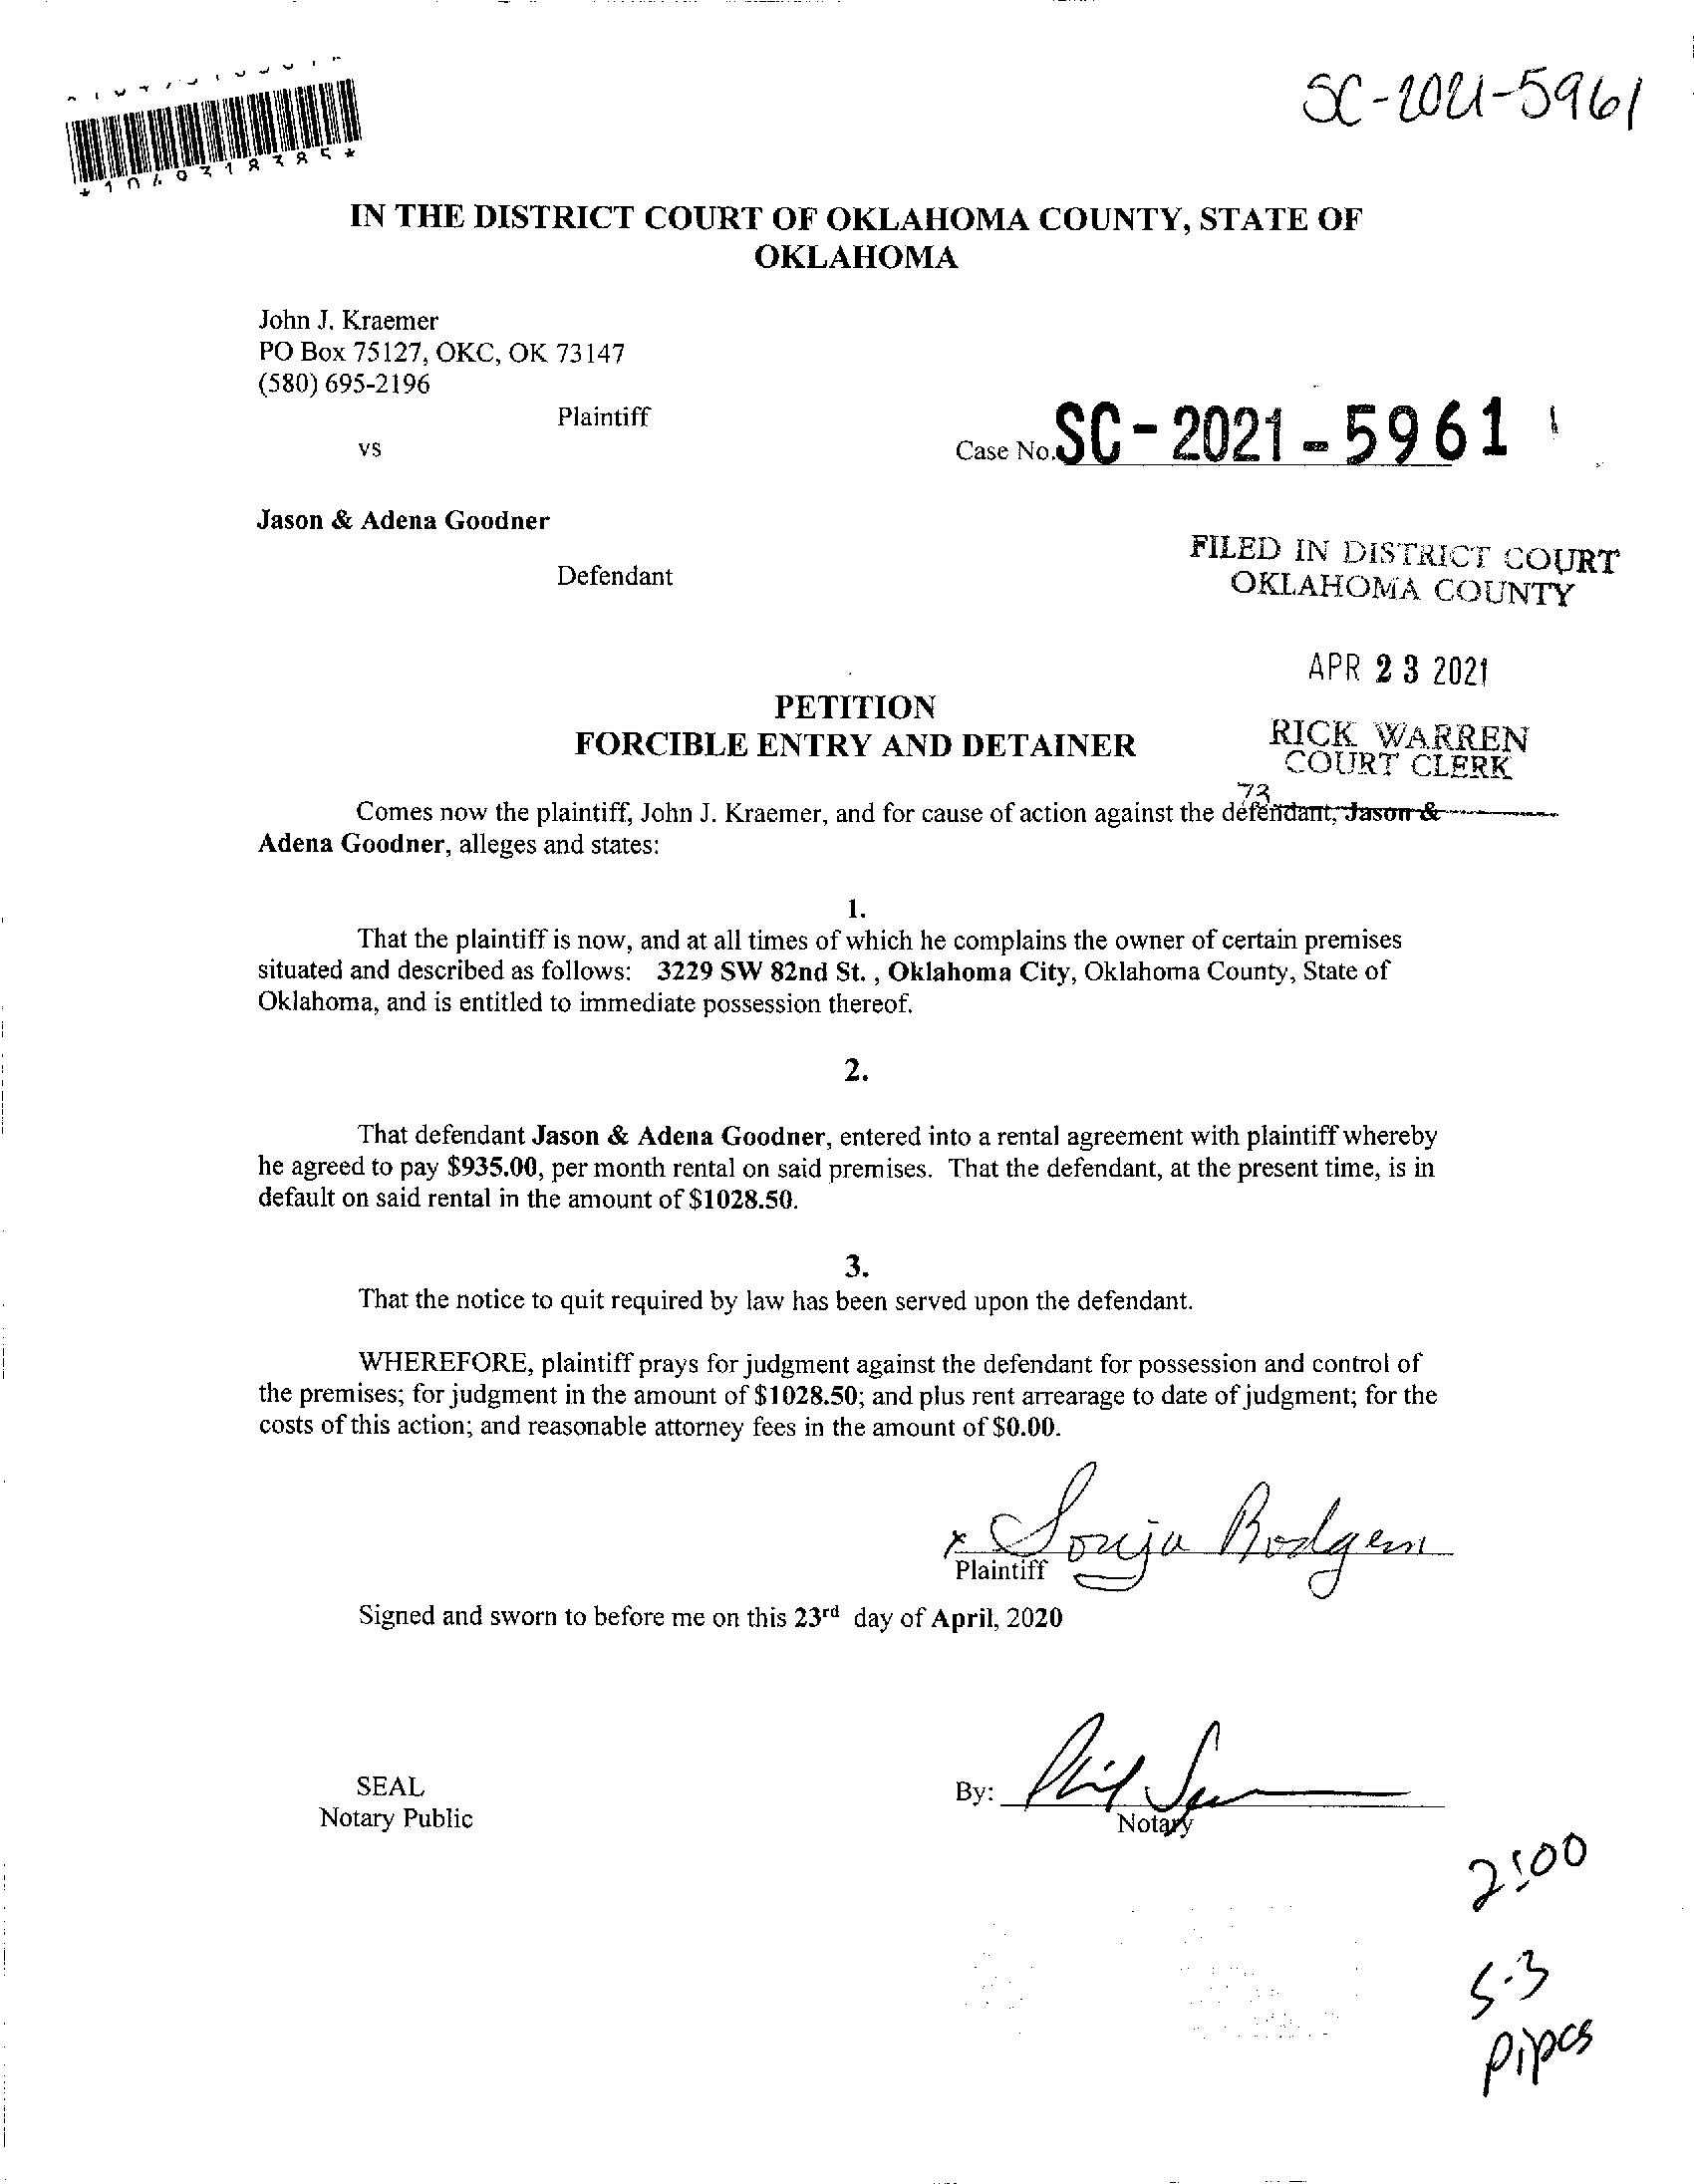 SC-2021-5961
IN THE DISTRICT COURT OF OKLAHOMA COUNTY, STATE OF
OKLAHOMA
John J. Kraemer
PO Box 75127, OKC, OK 73147
(580) 695-2196
Plaintiff
vs
Case No. SC-2021-5961
Jason & Adena Goodner
Defendant
FILED IN DISTRICT COURT
OKLAHOMA COUNTY
APR 23 2021
RICK WARREN
COURT CLERK
73
PETITION
FORCIBLE ENTRY AND DETAINER
Comes now the plaintiff, John J. Kraemer, and for cause of action against the defendant, Jason &
Adena Goodner, alleges and states:
1.
That the plaintiff is now, and at all times of which he complains the owner of certain premises
situated and described as follows: 3229 SW 82nd St. , Oklahoma City, Oklahoma County, State of
Oklahoma, and is entitled to immediate possession thereof.
2.
That defendant Jason & Adena Goodner, entered into a rental agreement with plaintiff whereby
he agreed to pay $935.00, per month rental on said premises. That the defendant, at the present time, is in
default on said rental in the amount of $1028.50.
3.
That the notice to quit required by law has been served upon the defendant.
WHEREFORE, plaintiff prays for judgment against the defendant for possession and control of
the premises; for judgment in the amount of $1028.50; and plus rent arrearage to date of judgment; for the
costs of this action; and reasonable attorney fees in the amount of $0.00.
x Sonja Rodgers
Plaintiff
Signed and sworn to before me on this 23rd day of April, 2020
SEAL
Notary Public
By: Phil
Notary
2:00
5-3
pipes